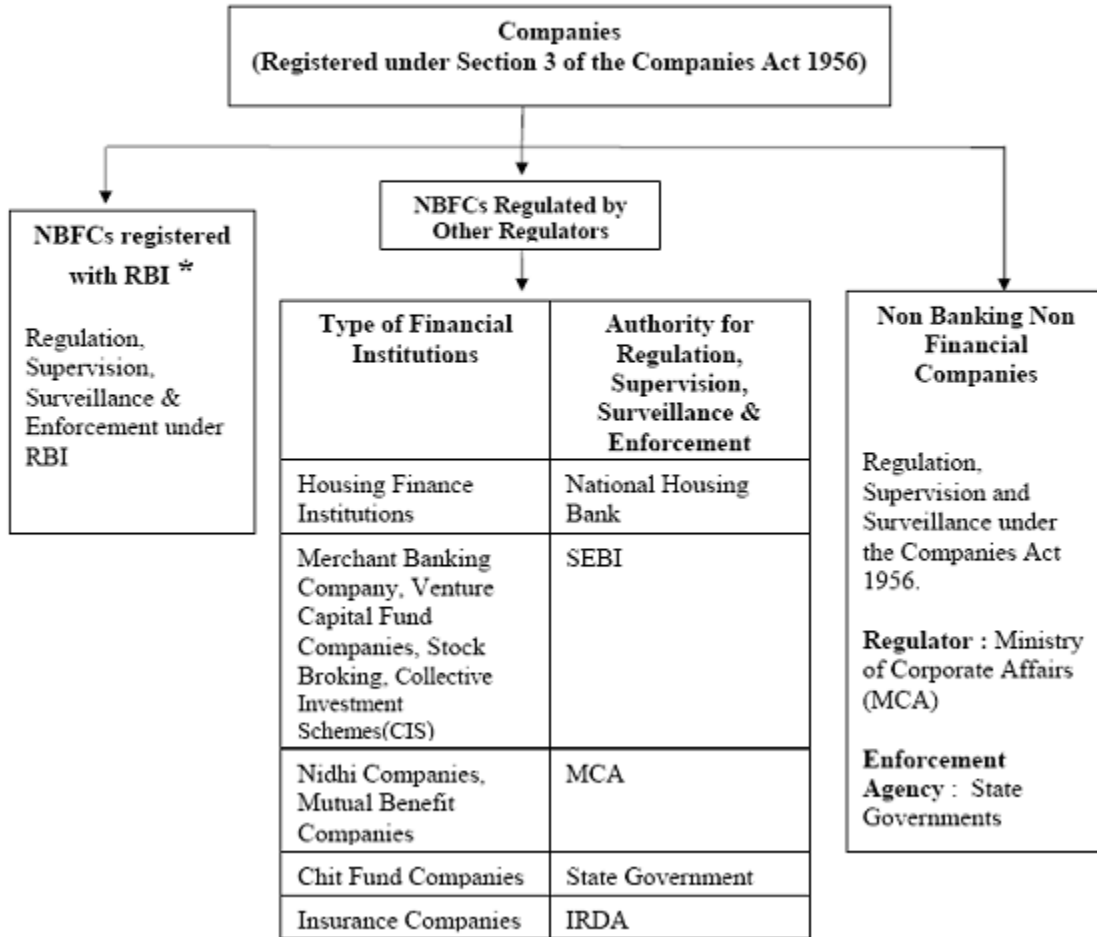 Companies
(Registered under Section 3 of the Companies Act 1956)
NBFCs registered
with RBI *
Regulation,
Supervision,
Surveillance &
Enforcement under
RBI
NBFCs Regulated by
Other Regulators
Type of Financial
Institutions
Authority for
Regulation,
Supervision,
Surveillance &
Enforcement
Housing Finance
Institutions
National Housing
Bank
Merchant Banking
Company, Venture
Capital Fund
Companies, Stock
Broking, Collective
Investment
Schemes(CIS)
SEBI
Nidhi Companies,
Mutual Benefit
Companies
MCA
Chit Fund Companies
State Government
Insurance Companies
IRDA
Non Banking Non
Financial
Companies
Regulation,
Supervision and
Surveillance under
the Companies Act
1956.
Regulator : Ministry
of Corporate Affairs
(MCA)
Enforcement
Agency : State
Governments